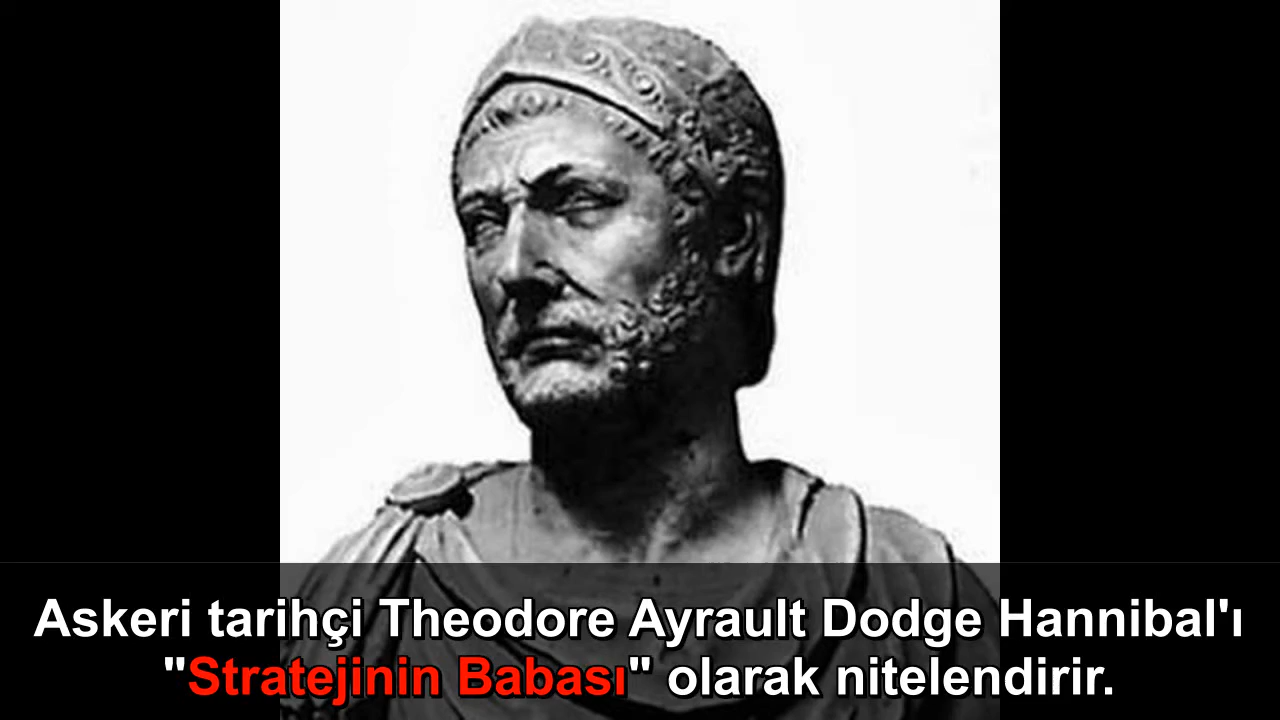 Askeri tarihçi Theodore Ayrault Dodge Hannibal'ı
"Stratejinin Babası" olarak nitelendirir.